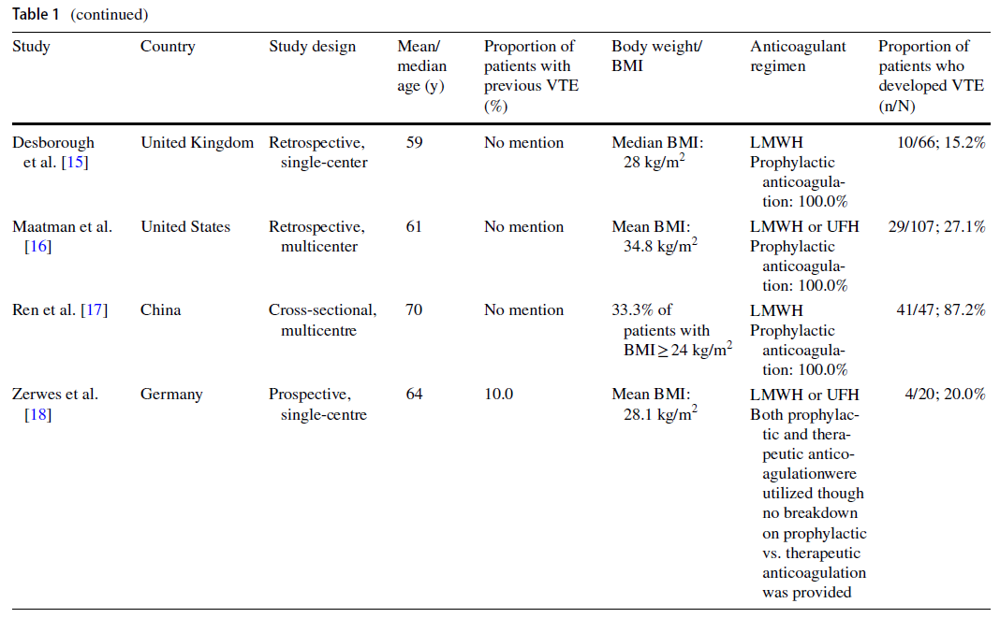 Table 1 (continued)
Study Country Study design Mean/ Proportion of Body weight/ Anticoagulant Proportion of
median patients with BMI regimen patients who
age (y) previous VTE developed VTE
(%) (n/N)
Desborough United Kingdom Retrospective, 59 No mention Median BMI: LMWH 10/66; 15.2%
et al. [15] single-center 28 kg/m² Prophylactic
anticoagula-
tion: 100.0%
Maatman et al. United States Retrospective, 61 No mention Mean BMI: LMWH or UFH 29/107; 27.1%
[16] multicenter 34.8 kg/m² Prophylactic
anticoagula-
tion: 100.0%
Ren et al. [17] China Cross-sectional, 70 No mention 33.3% of LMWH 41/47; 87.2%
multicentre patients with Prophylactic
BMI ≥ 24 kg/m² anticoagula-
tion: 100.0%
Zerwes et al. Germany Prospective, 64 10.0 Mean BMI: LMWH or UFH 4/20; 20.0%
[18] single-centre 28.1 kg/m² Both prophylac-
tic and thera-
peutic antico-
agulationwere
utilized though
no breakdown
on prophylactic
vs. therapeutic
anticoagulation
was provided